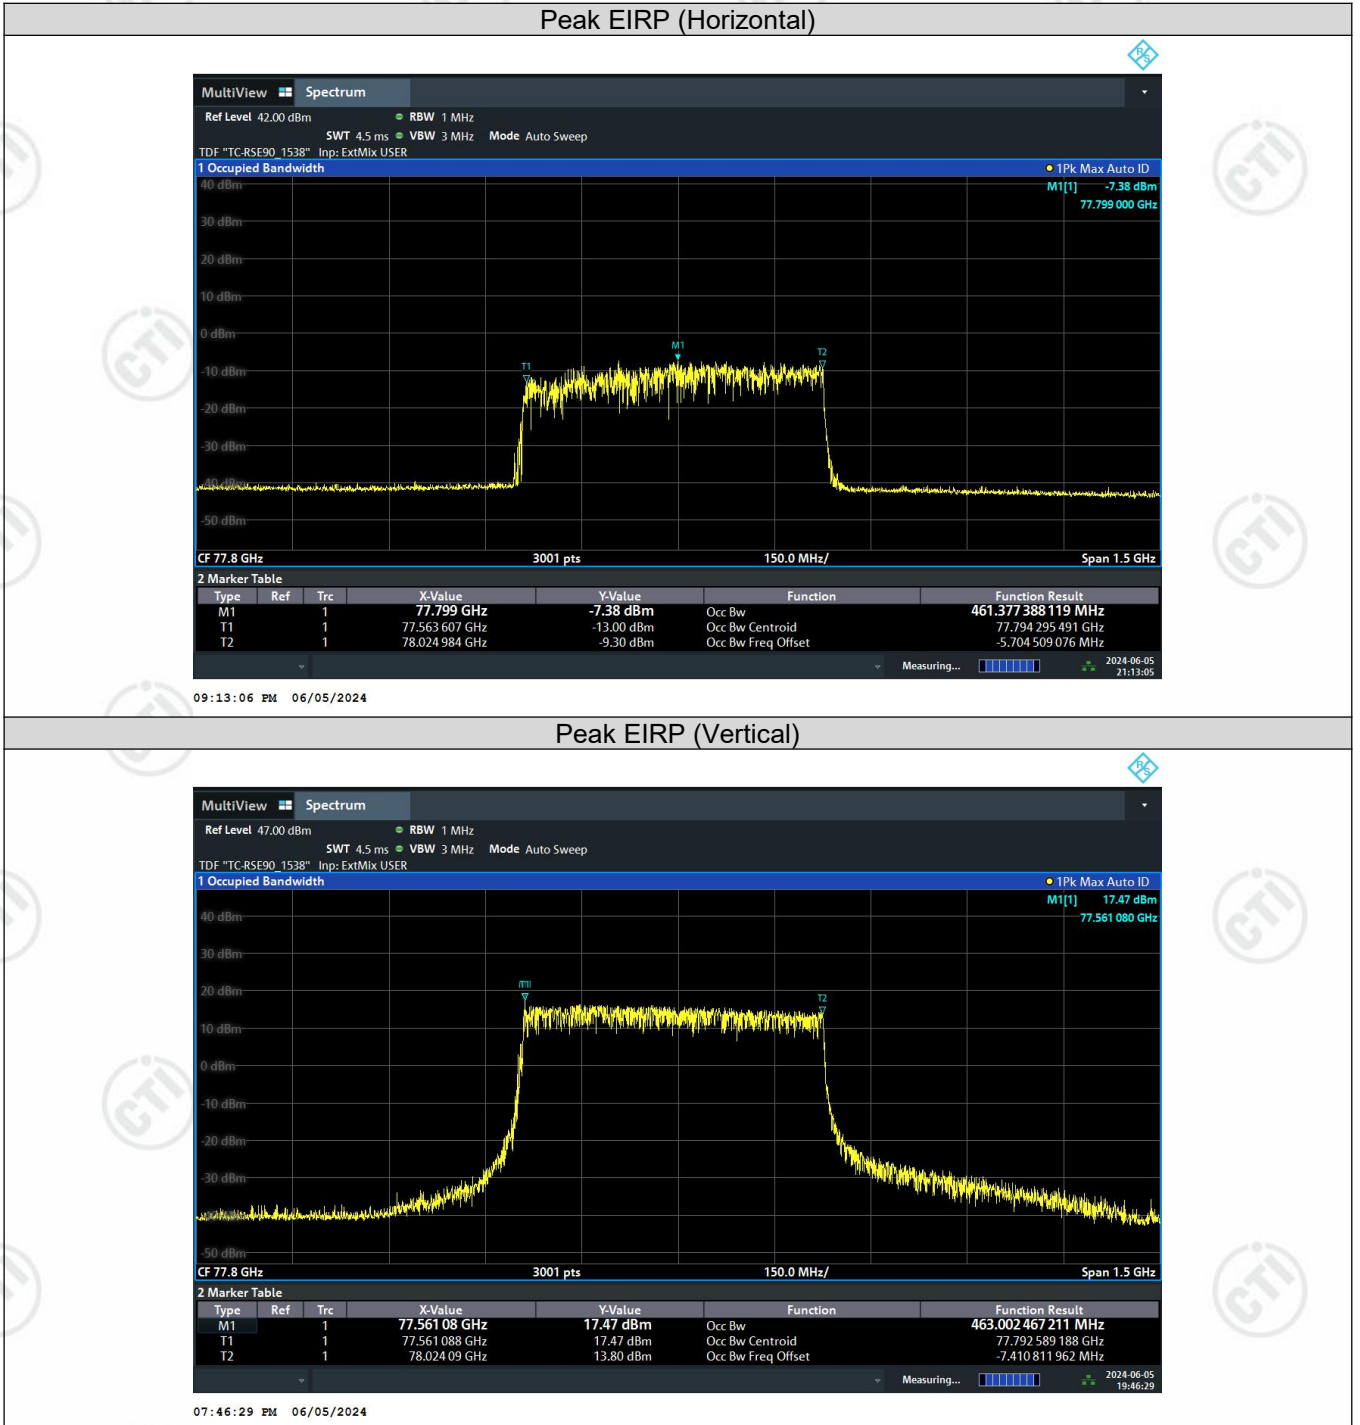 Peak EIRP (Horizontal)
R&S
MultiView Spectrum
Ref Level 42.00 dBm RBW 1 MHz
SWT 4.5 ms VBW 3 MHz Mode Auto Sweep
TDF "TC-RSE90_1538" Inp: ExtMix USER
1 Occupied Bandwidth 1Pk Max Auto ID
40 dBm M1[1] -7.38 dBm
77.799 000 GHz
30 dBm
20 dBm
10 dBm
0 dBm
M1
T2
T1
-10 dBm
-20 dBm
-30 dBm
-40 dBm
-50 dBm
CF 77.8 GHz 3001 pts 150.0 MHz/ Span 1.5 GHz
2 Marker Table
Type Ref Trc X-Value Y-Value Function Function Result
M1 1 77.799 GHz -7.38 dBm Occ Bw 461.377 388 119 MHz
T1 1 77.563 607 GHz -13.00 dBm Occ Bw Centroid 77.794 295 491 GHz
T2 1 78.024 984 GHz -9.30 dBm Occ Bw Freq Offset -5.704 509 076 MHz
Measuring... 2024-06-05
21:13:05
09:13:06 PM 06/05/2024
Peak EIRP (Vertical)
R&S
MultiView Spectrum
Ref Level 47.00 dBm RBW 1 MHz
SWT 4.5 ms VBW 3 MHz Mode Auto Sweep
TDF "TC-RSE90_1538" Inp: ExtMix USER
1 Occupied Bandwidth 1Pk Max Auto ID
M1[1] 17.47 dBm
40 dBm 77.561 080 GHz
30 dBm
20 dBm
T2
10 dBm
0 dBm
-10 dBm
-20 dBm
-30 dBm
-50 dBm
CF 77.8 GHz 3001 pts 150.0 MHz/ Span 1.5 GHz
2 Marker Table
Type Ref Trc X-Value Y-Value Function Function Result
M1 1 77.561 08 GHz 17.47 dBm Occ Bw 463.002 467 211 MHz
T1 1 77.561 088 GHz 17.47 dBm Occ Bw Centroid 77.792 589 188 GHz
T2 1 78.024 09 GHz 13.80 dBm Occ Bw Freq Offset -7.410 811 962 MHz
Measuring... 2024-06-05
19:46:29
07:46:29 PM 06/05/2024
CTI
CTI
CTI
CTI
CTI
CTI